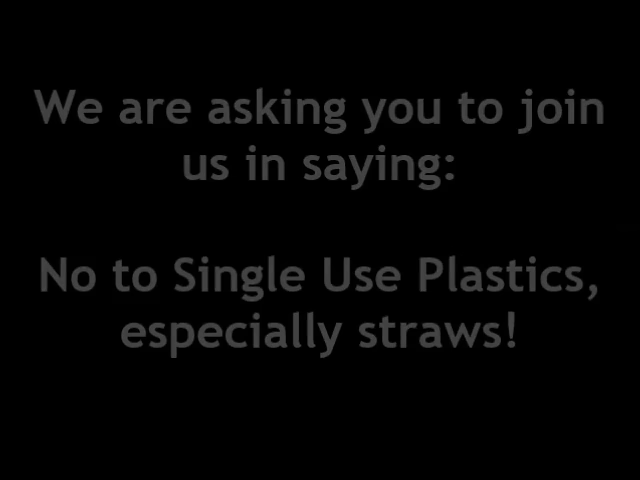 We are asking you to join
us in saying:
No to Single Use Plastics,
especially straws!